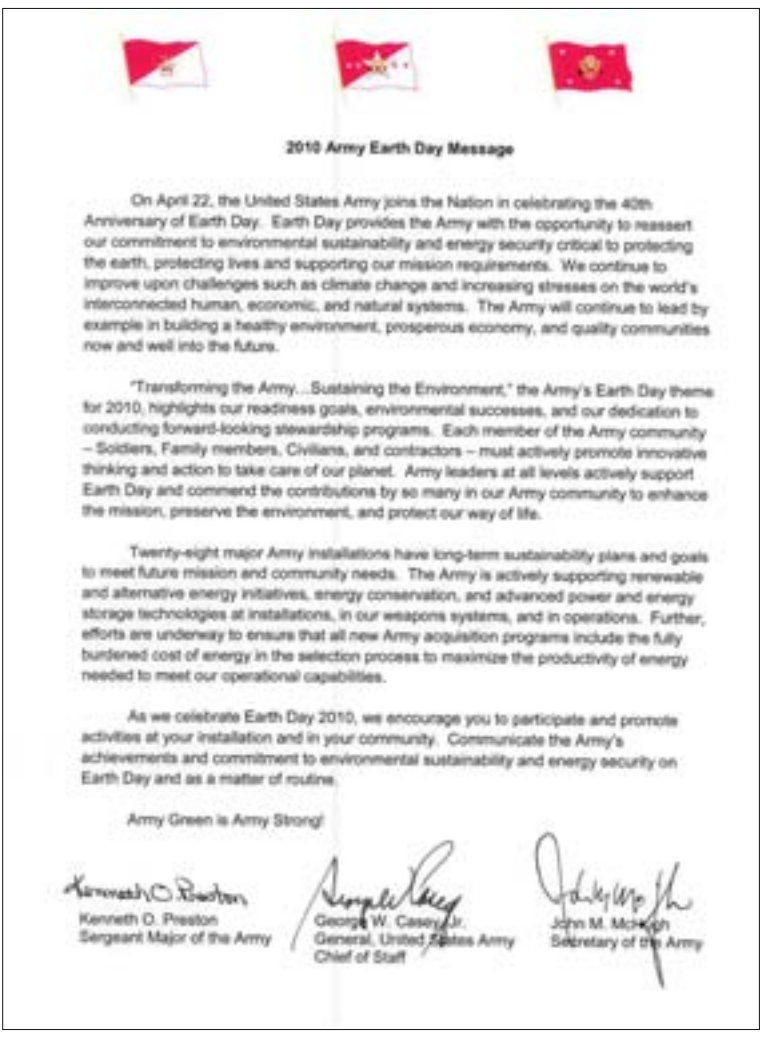 2010 Army Earth Day Message
On April 22, the United States Army joins the Nation in celebrating the 40th
Anniversary of Earth Day. Earth Day provides the Army with the opportunity to reassert
our commitment to environmental sustainability and energy security critical to protecting
the earth, protecting lives and supporting our mission requirements. We continue to
improve upon challenges such as climate change and increasing stresses on the world's
interconnected human, economic, and natural systems. The Army will continue to lead by
example in building a healthy environment, prosperous economy, and quality communities
now and well into the future.
"Transforming the Army...Sustaining the Environment," the Army's Earth Day theme
for 2010, highlights our readiness goals, environmental successes, and our dedication to
conducting forward-looking stewardship programs. Each member of the Army community
– Soldiers, Family members, Civilians, and contractors – must actively promote innovative
thinking and action to take care of our planet. Army leaders at all levels actively support
Earth Day and commend the contributions by so many in our Army community to enhance
the mission, preserve the environment, and protect our way of life.
Twenty-eight major Army installations have long-term sustainability plans and goals
to meet future mission and community needs. The Army is actively supporting renewable
and alternative energy initiatives, energy conservation, and advanced power and energy
storage technologies at installations, in our weapons systems, and in operations. Further,
efforts are underway to ensure that all new Army acquisition programs include the fully
burdened cost of energy in the selection process to maximize the productivity of energy
needed to meet our operational capabilities.
As we celebrate Earth Day 2010, we encourage you to participate and promote
activities at your installation and in your community. Communicate the Army's
achievements and commitment to environmental sustainability and energy security on
Earth Day and as a matter of routine.
Army Green is Army Strong!
Kenneth O. Preston
Kenneth O. Preston George W. Casey, Jr. John M. McHugh
Sergeant Major of the Army General, United States Army Secretary of the Army
Chief of Staff